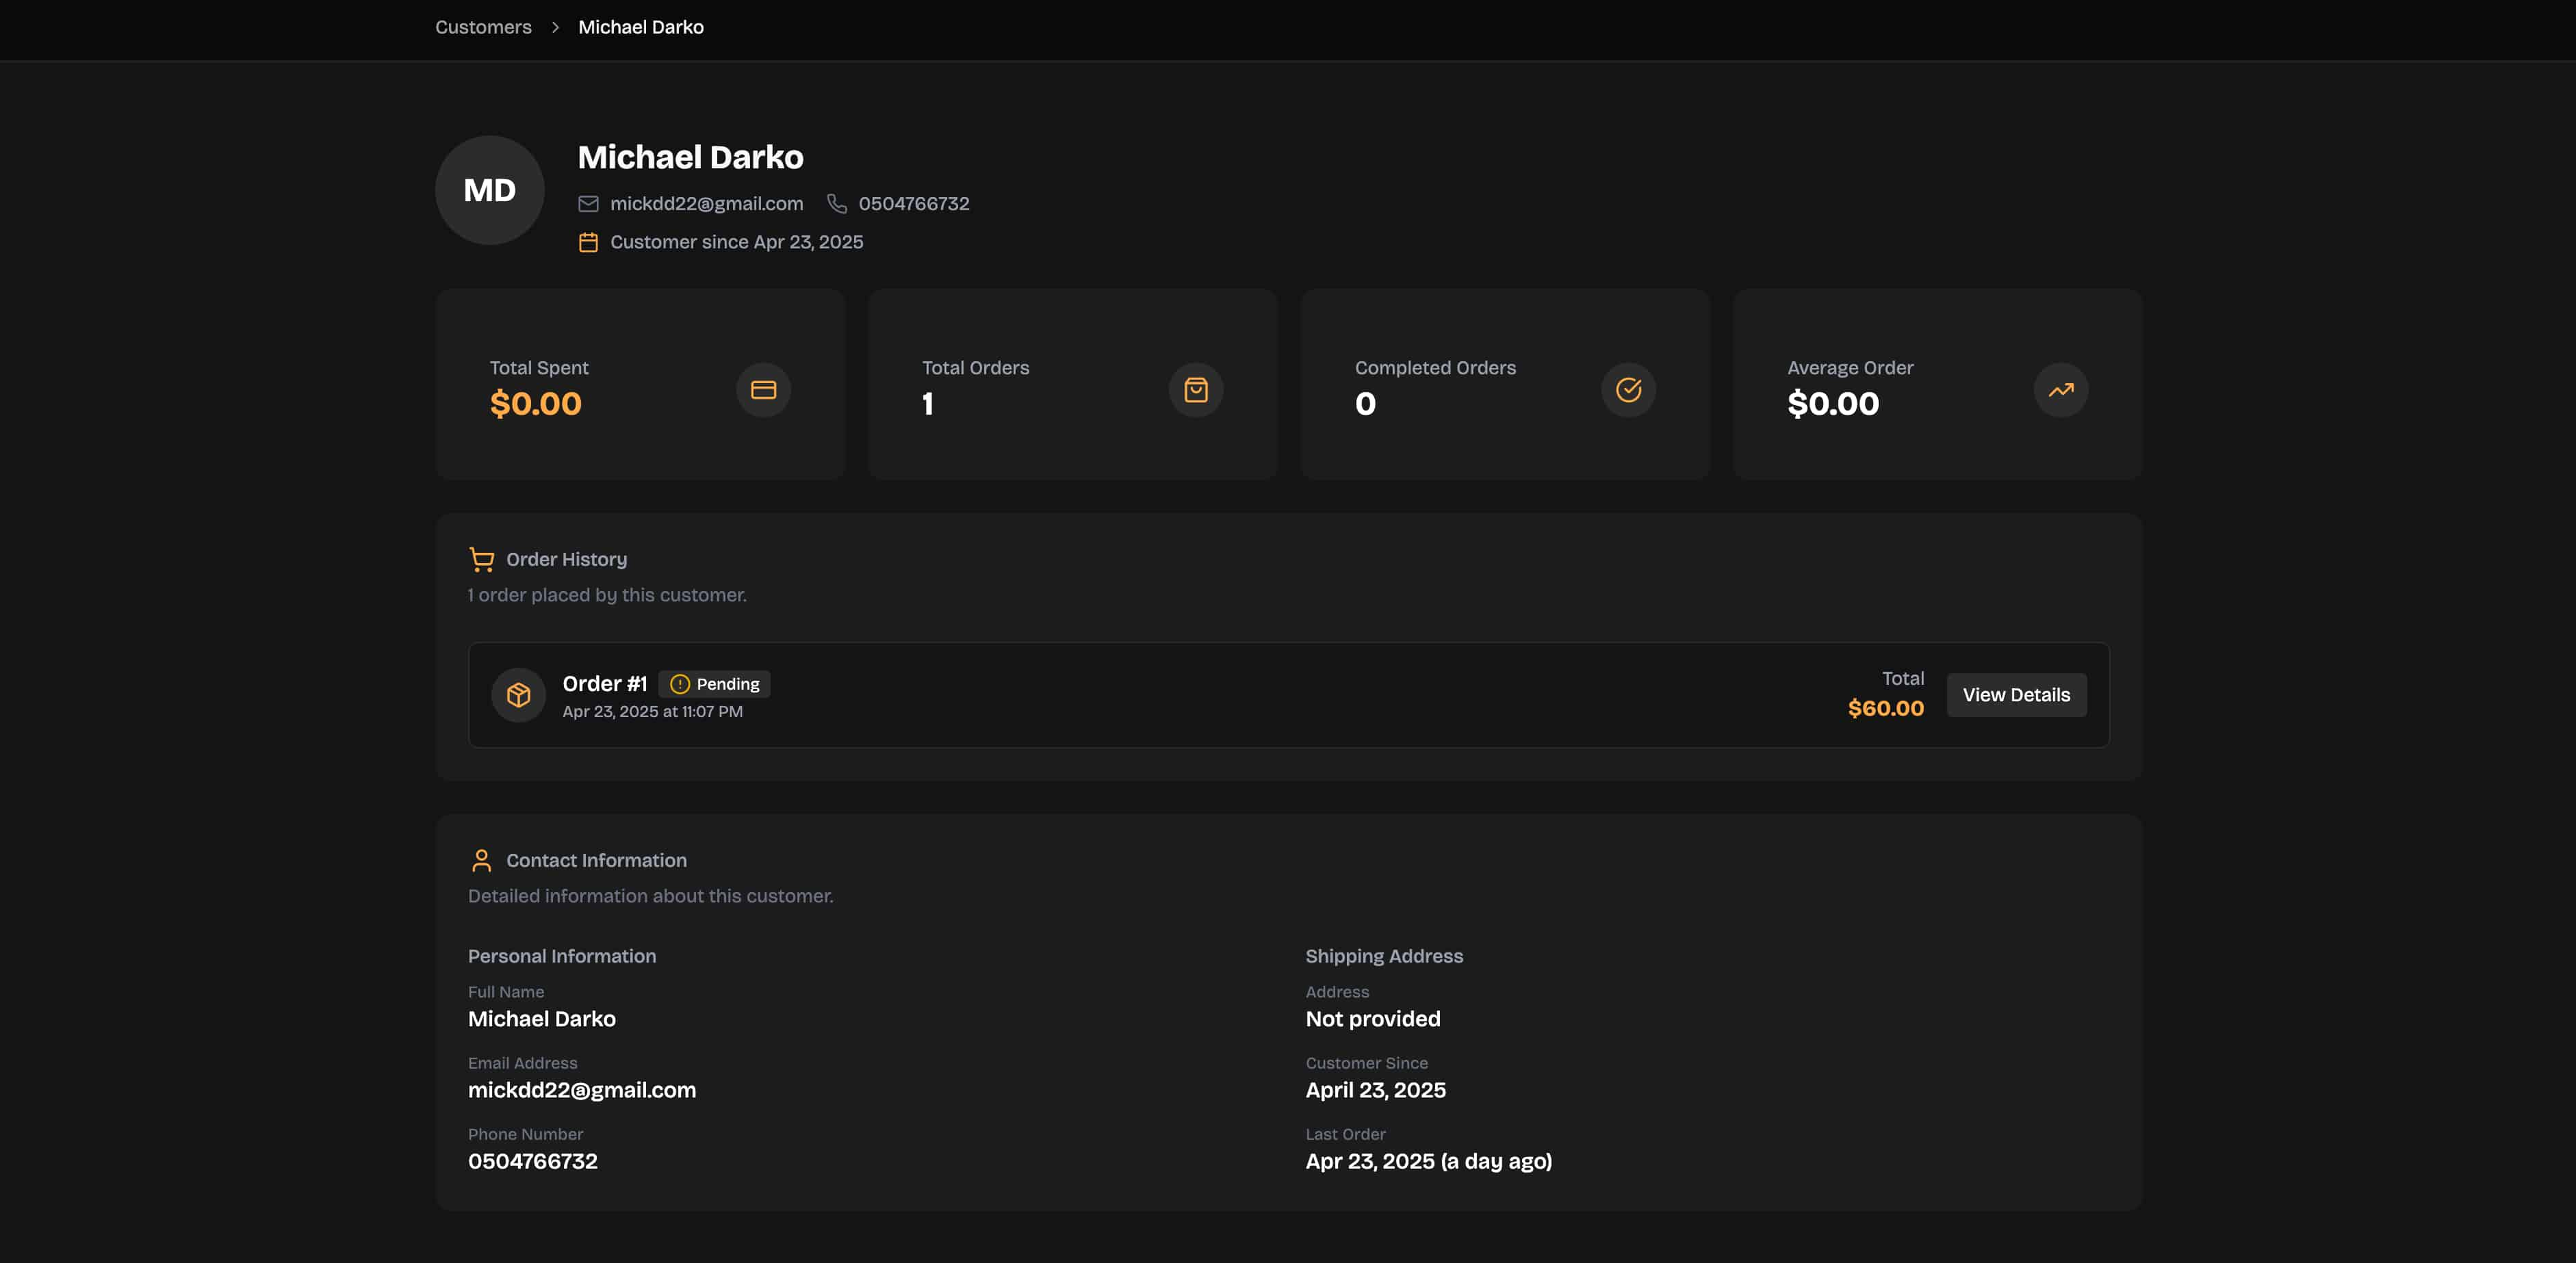 Customers > Michael Darko
MD
Michael Darko
mickdd22@gmail.com 0504766732
Customer since Apr 23, 2025
Total Spent
$0.00
Total Orders
1
Completed Orders
0
Average Order
$0.00
Order History
1 order placed by this customer.
Order #1 Pending
Apr 23, 2025 at 11:07 PM
Total
$60.00
View Details
Contact Information
Detailed information about this customer.
Personal Information
Full Name
Michael Darko
Email Address
mickdd22@gmail.com
Phone Number
0504766732
Shipping Address
Address
Not provided
Customer Since
April 23, 2025
Last Order
Apr 23, 2025 (a day ago)